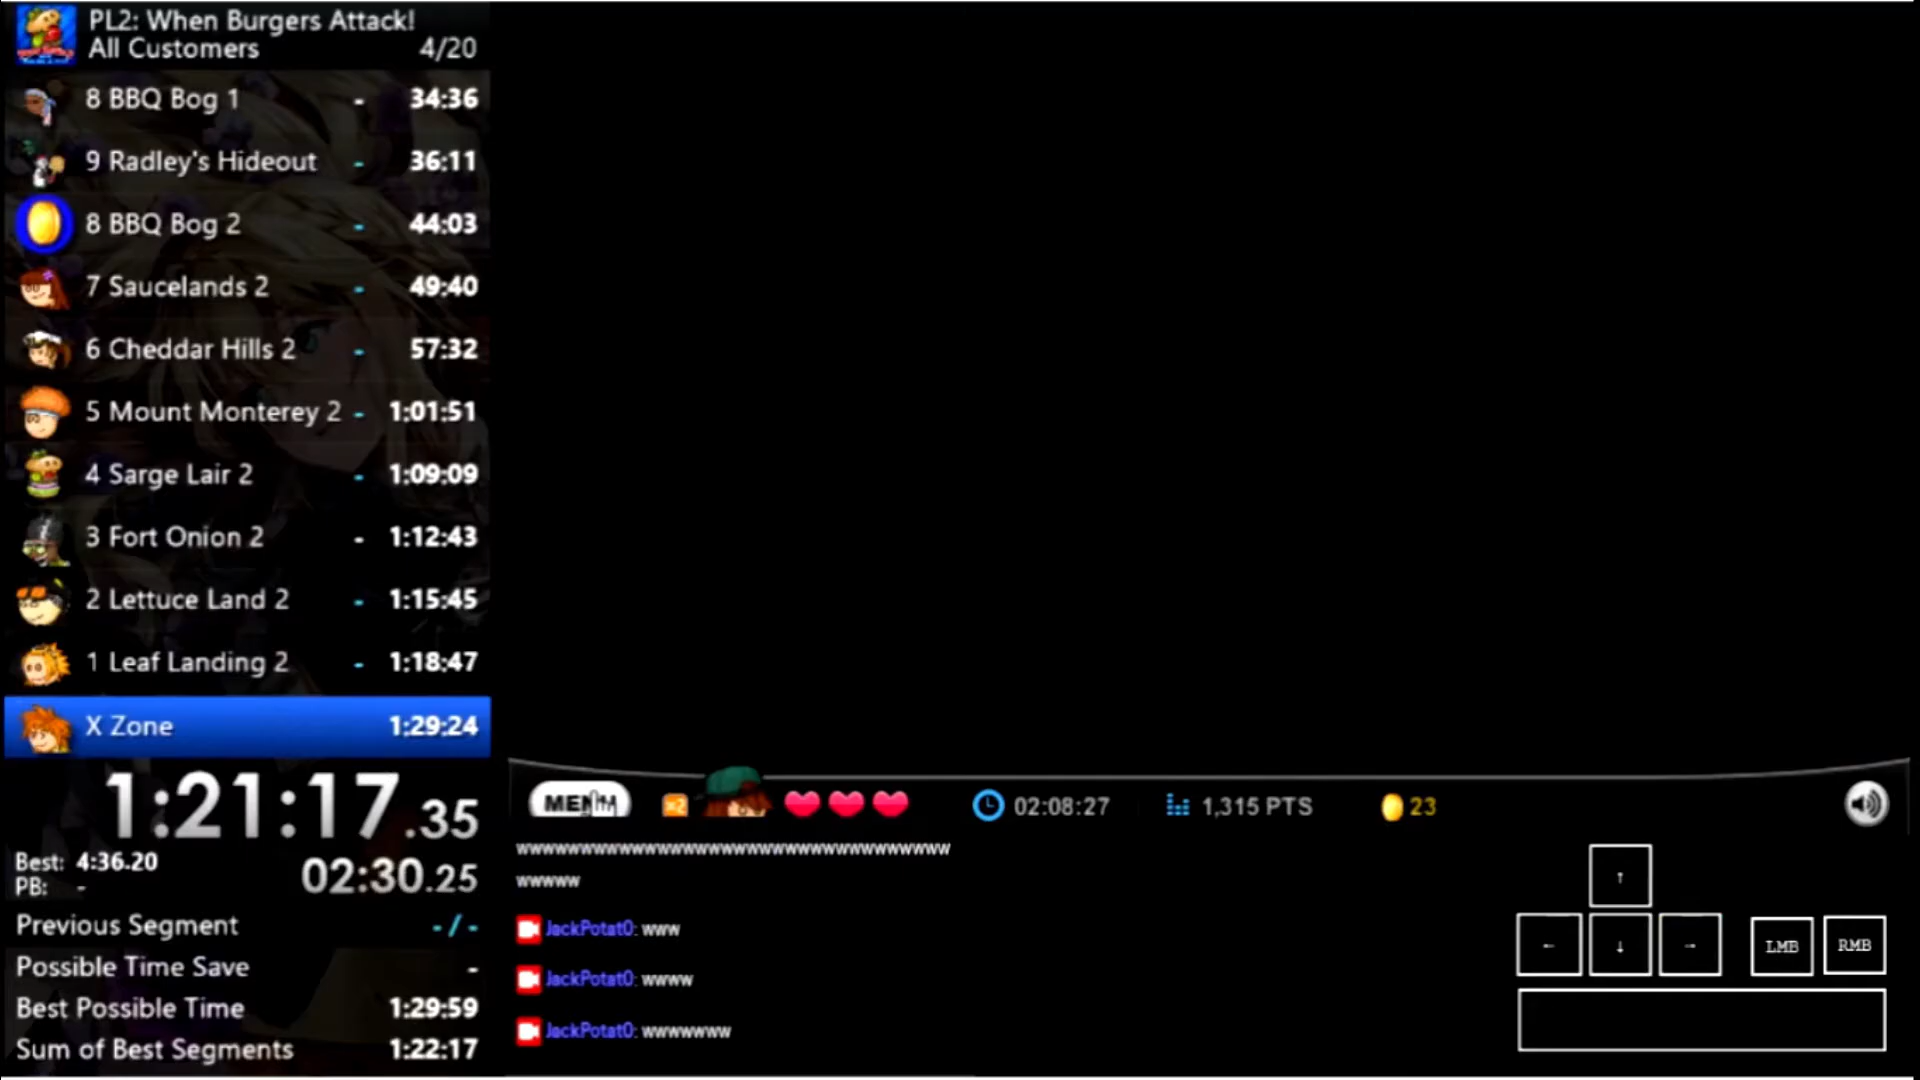 PL2: When Burgers Attack!
All Customers 4/20
8 BBQ Bog 1 - 34:36
9 Radley's Hideout - 36:11
8 BBQ Bog 2 - 44:03
7 Saucelands 2 - 49:40
6 Cheddar Hills 2 - 57:32
5 Mount Monterey 2 - 1:01:51
4 Sarge Lair 2 - 1:09:09
3 Fort Onion 2 - 1:12:43
2 Lettuce Land 2 - 1:15:45
1 Leaf Landing 2 - 1:18:47
X Zone 1:29:24
1:21:17.35
Best: 4:36.20
PB: -
02:30.25
Previous Segment -/-
Possible Time Save -
Best Possible Time 1:29:59
Sum of Best Segments 1:22:17
MENU x2 02:08:27 1,315 PTS 23
wwwwwwwwwwwwwwwwwwwwwwwwwwwwwwwwww
wwwww
JackPotat0: www
JackPotat0: wwww
JackPotat0: wwwwwww
↑
← ↓ → LMB RMB